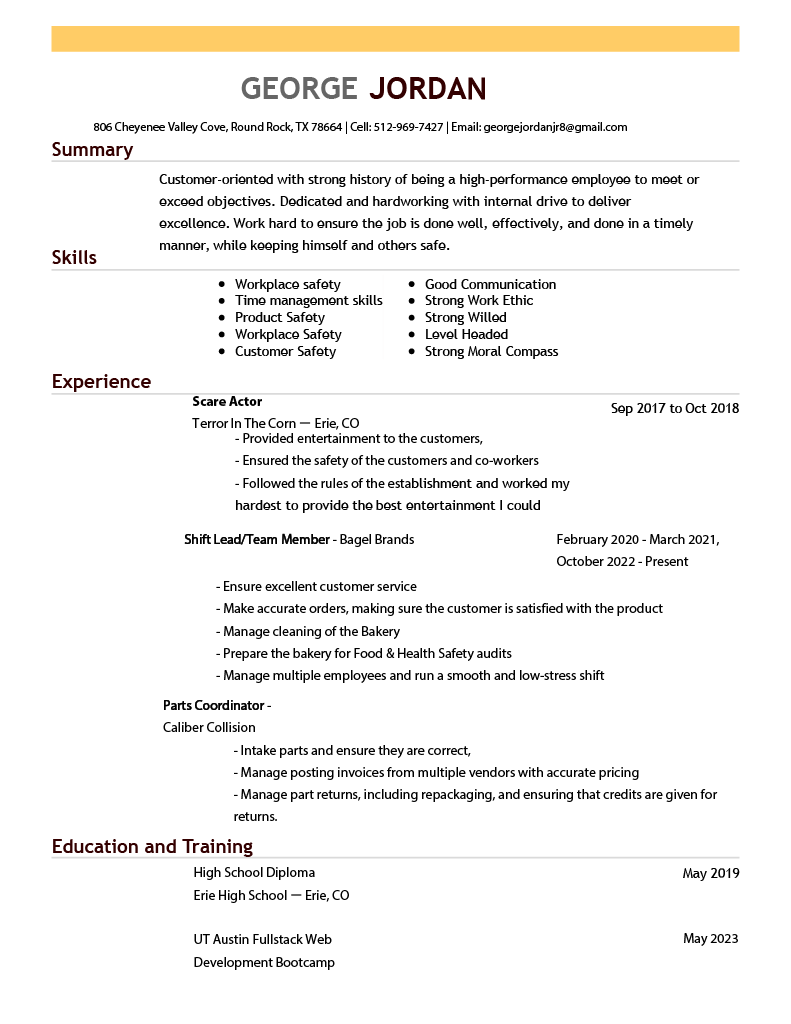 GEORGE JORDAN
806 Cheyenee Valley Cove, Round Rock, TX 78664 | Cell: 512-969-7427 | Email: georgejordanjr8@gmail.com
Summary
Customer-oriented with strong history of being a high-performance employee to meet or
exceed objectives. Dedicated and hardworking with internal drive to deliver
excellence. Work hard to ensure the job is done well, effectively, and done in a timely
manner, while keeping himself and others safe.
Skills
• Workplace safety
• Time management skills
• Product Safety
• Workplace Safety
• Customer Safety
• Good Communication
• Strong Work Ethic
• Strong Willed
• Level Headed
• Strong Moral Compass
Experience
Scare Actor
Sep 2017 to Oct 2018
Terror In The Corn — Erie, CO
- Provided entertainment to the customers,
- Ensured the safety of the customers and co-workers
- Followed the rules of the establishment and worked my
hardest to provide the best entertainment I could
Shift Lead/Team Member - Bagel Brands
February 2020 - March 2021,
October 2022 - Present
- Ensure excellent customer service
- Make accurate orders, making sure the customer is satisfied with the product
- Manage cleaning of the Bakery
- Prepare the bakery for Food & Health Safety audits
- Manage multiple employees and run a smooth and low-stress shift
Parts Coordinator -
Caliber Collision
- Intake parts and ensure they are correct,
- Manage posting invoices from multiple vendors with accurate pricing
- Manage part returns, including repackaging, and ensuring that credits are given for
returns.
Education and Training
High School Diploma
May 2019
Erie High School — Erie, CO
UT Austin Fullstack Web
May 2023
Development Bootcamp